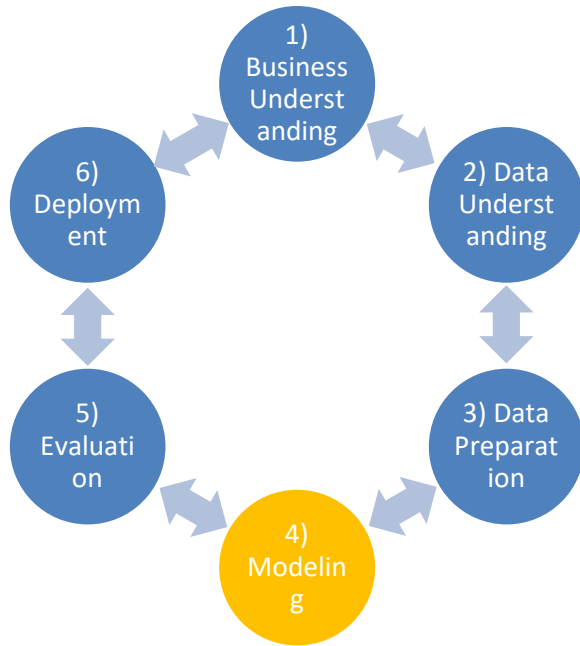 1)
Business
Underst
anding
2) Data
Underst
anding
3) Data
Preparat
ion
4)
Modelin
g
5)
Evaluati
on
6)
Deploym
ent